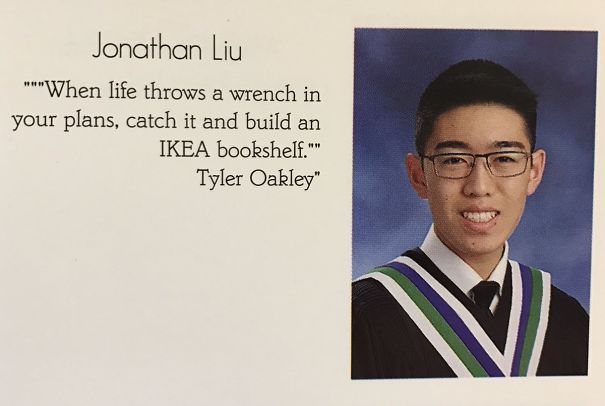 Jonathan Liu
"""When life throws a wrench in
your plans, catch it and build an
IKEA bookshelf.""
Tyler Oakley"